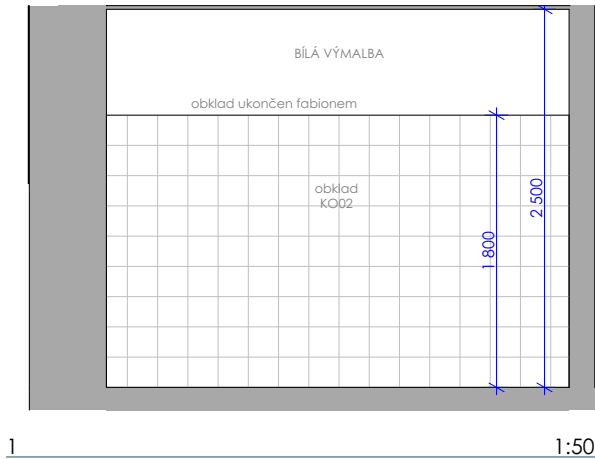 BÍLÁ VÝMALBA
obklad ukončen fabionem
obklad
KO02
2 500
1 800
1
1:50